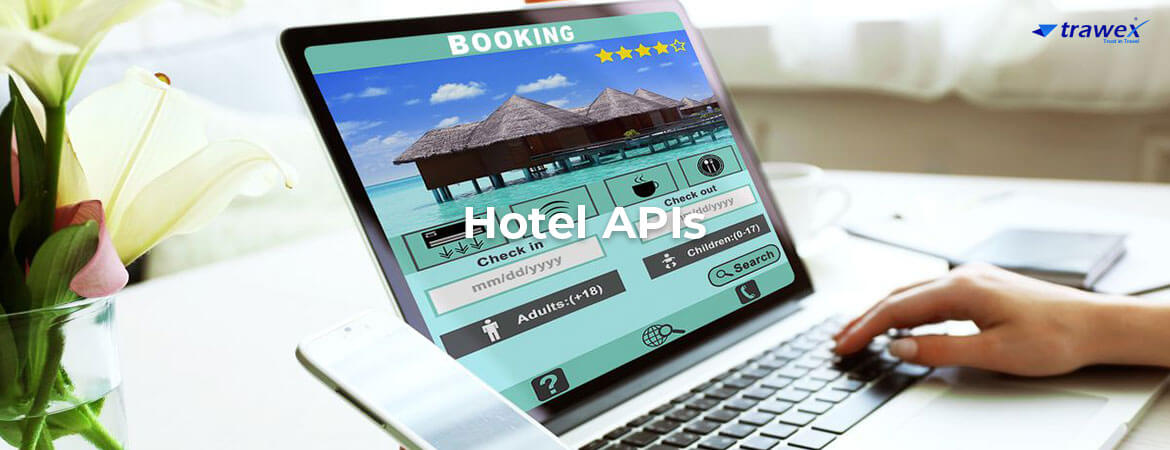 BOOKING
trawex
Trust in Travel
Hotel APIs
Check in
mm/dd/yyyy
Check out
mm/dd/yyyy
Adults:(+18)
Children:(0-17)
Search
?